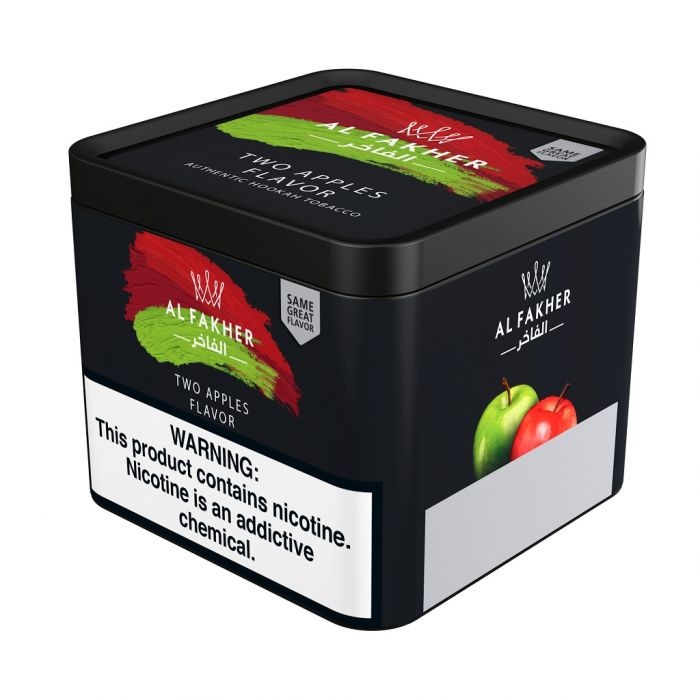 AL FAKHER
الفاخر
TWO APPLES
FLAVOR
AUTHENTIC HOOKAH TOBACCO
SAME
GREAT
FLAVOR
AL FAKHER
الفاخر
TWO APPLES
FLAVOR
SAME
GREAT
FLAVOR
WARNING:
This product contains nicotine.
Nicotine is an addictive
chemical.
AL FAKHER
الفاخر